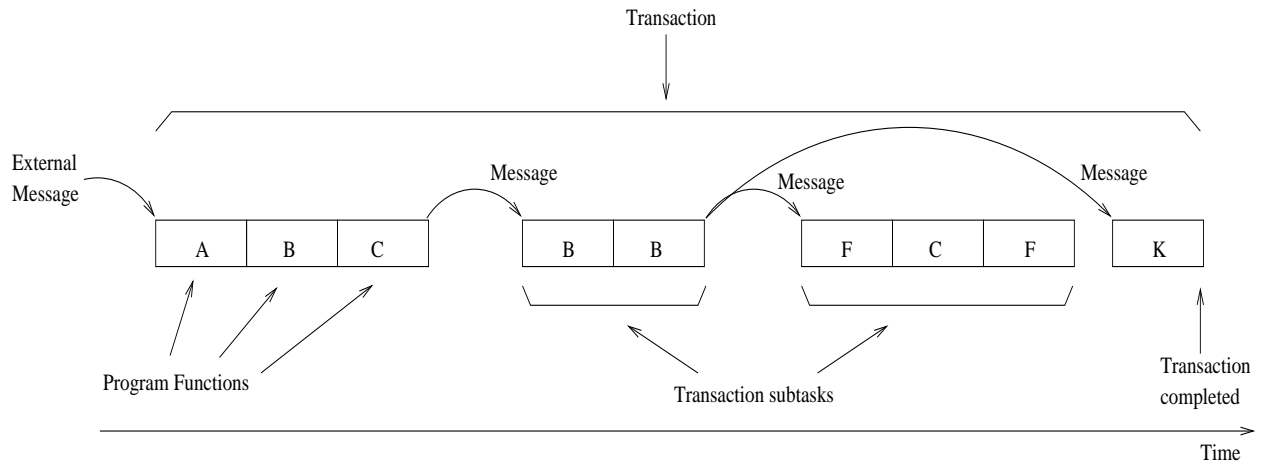 Transaction
External
Message
Message
Message
Message
A B C
B B
F C F
K
Program Functions
Transaction subtasks
Transaction
completed
Time